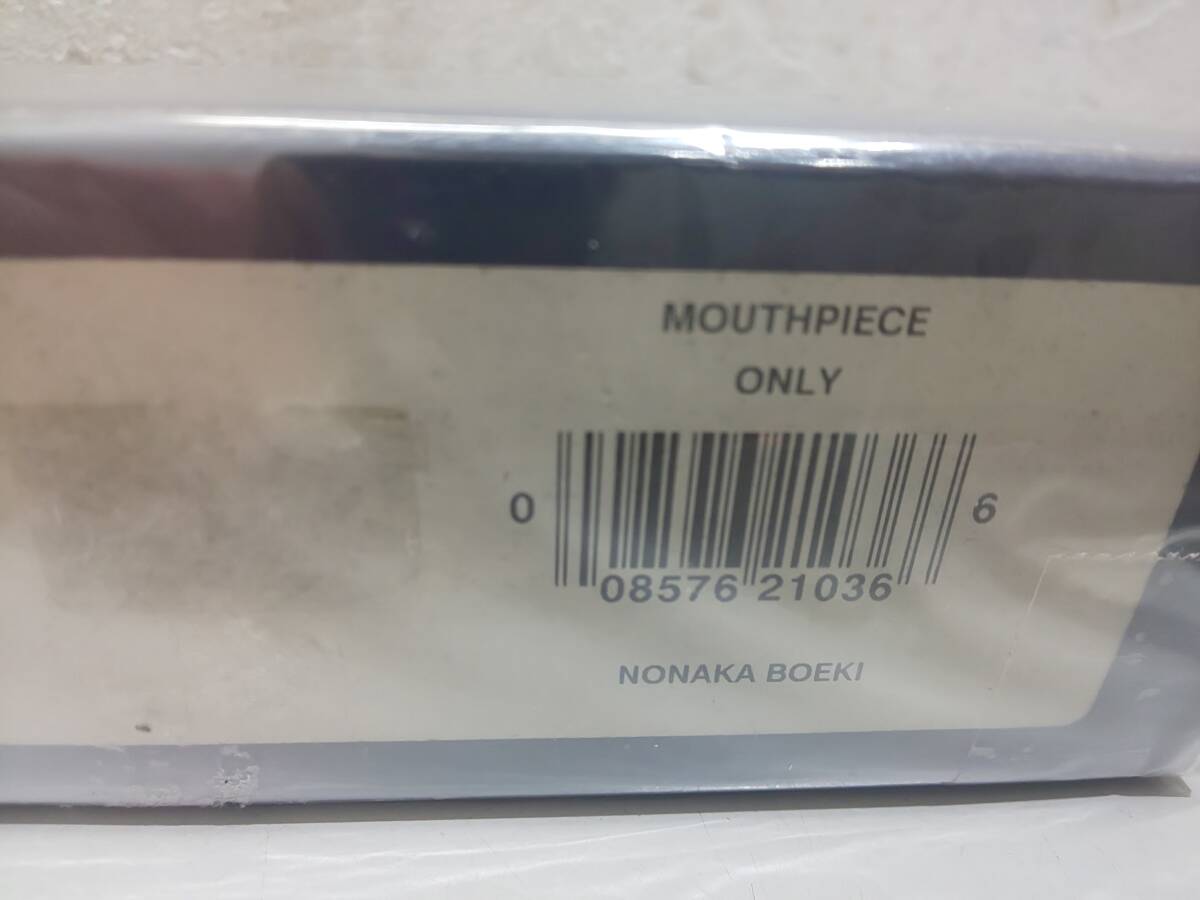 MOUTHPIECE
ONLY
0 08576 21036 6
NONAKA BOEKI